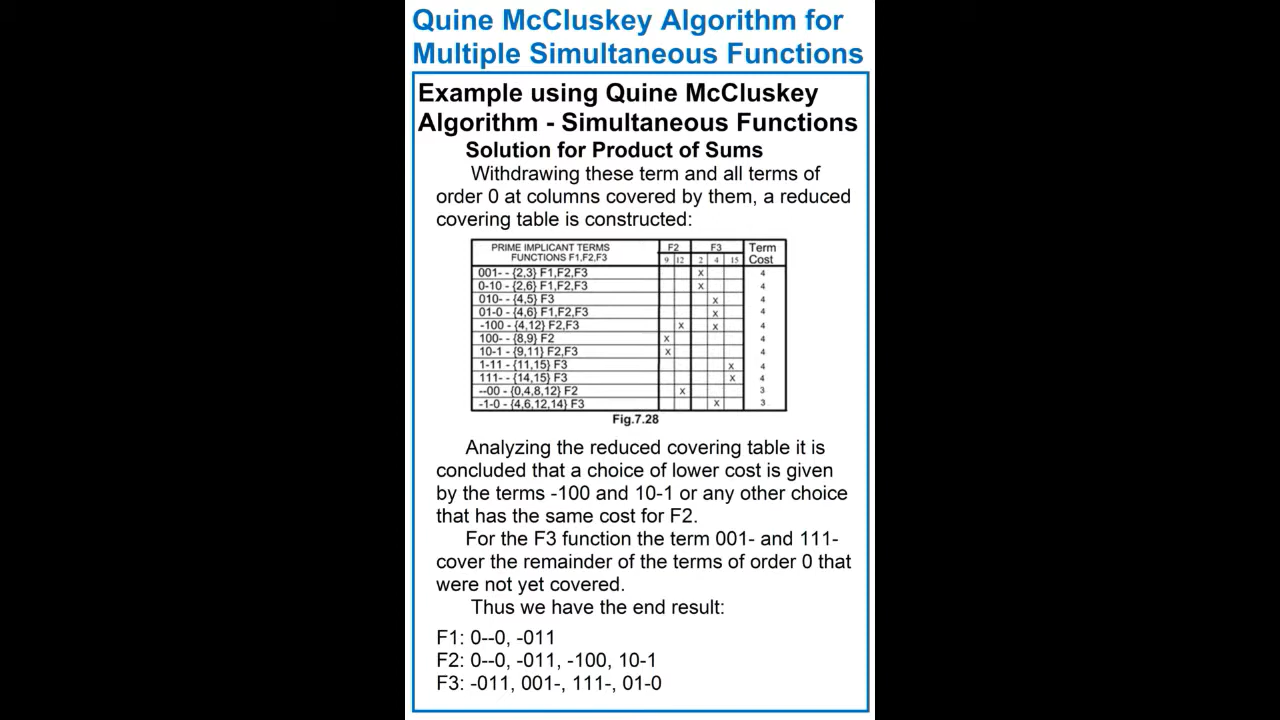 Quine McCluskey Algorithm for
Multiple Simultaneous Functions
Example using Quine McCluskey
Algorithm - Simultaneous Functions
Solution for Product of Sums
Withdrawing these term and all terms of
order 0 at columns covered by them, a reduced
covering table is constructed:
PRIME IMPLICANT TERMS F2 F3 Term
FUNCTIONS F1,F2,F3 9 12 2 4 15 Cost
001- - {2,3} F1,F2,F3 x 4
0-10 - {2,6} F1,F2,F3 x 4
010- - {4,5} F3 x 4
01-0 - {4,6} F1,F2,F3 x 4
-100 - {4,12} F2,F3 x x 4
100- - {8,9} F2 x 4
10-1 - {9,11} F2,F3 x 4
1-11 - {11,15} F3 x 4
111- - {14,15} F3 x 4
--00 - {0,4,8,12} F2 x 3
-1-0 - {4,6,12,14} F3 x 3
Fig.7.28
Analyzing the reduced covering table it is
concluded that a choice of lower cost is given
by the terms -100 and 10-1 or any other choice
that has the same cost for F2.
For the F3 function the term 001- and 111-
cover the remainder of the terms of order 0 that
were not yet covered.
Thus we have the end result:
F1: 0--0, -011
F2: 0--0, -011, -100, 10-1
F3: -011, 001-, 111-, 01-0